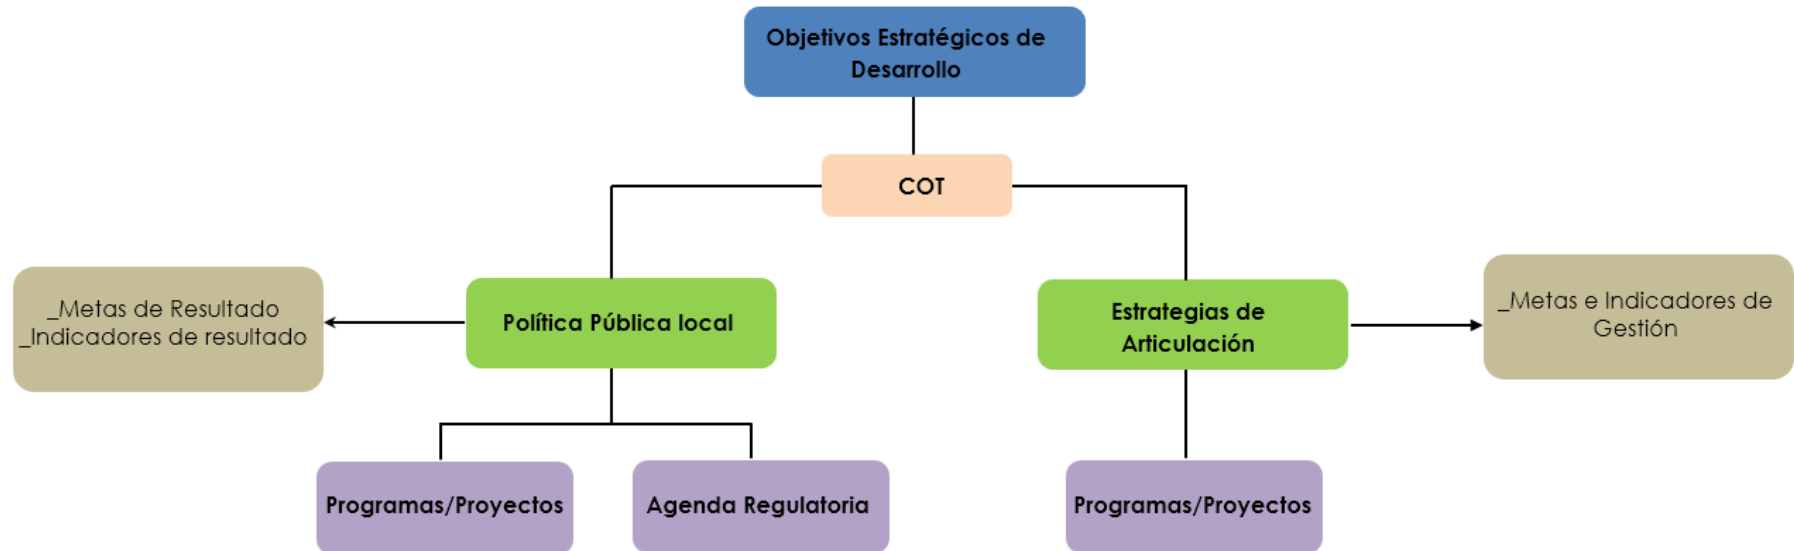 Objetivos Estratégicos de
Desarrollo
COT
_Metas de Resultado
_Indicadores de resultado
Política Pública local
Estrategias de
Articulación
_Metas e Indicadores de
Gestión
Programas/Proyectos
Agenda Regulatoria
Programas/Proyectos